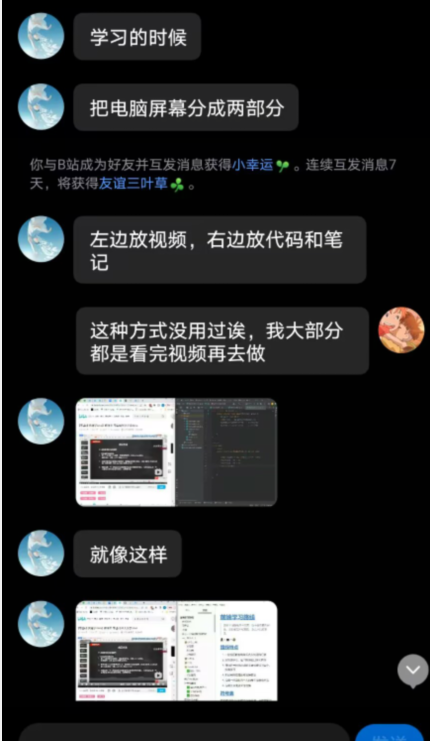 学习的时候
把电脑屏幕分成两部分
你与B站成为好友并互发消息获得小幸运。连续互发消息7
天，将获得友谊三叶草。
左边放视频，右边放代码和笔
记
这种方式没用过诶，我大部分
都是看完视频再去做
就像这样